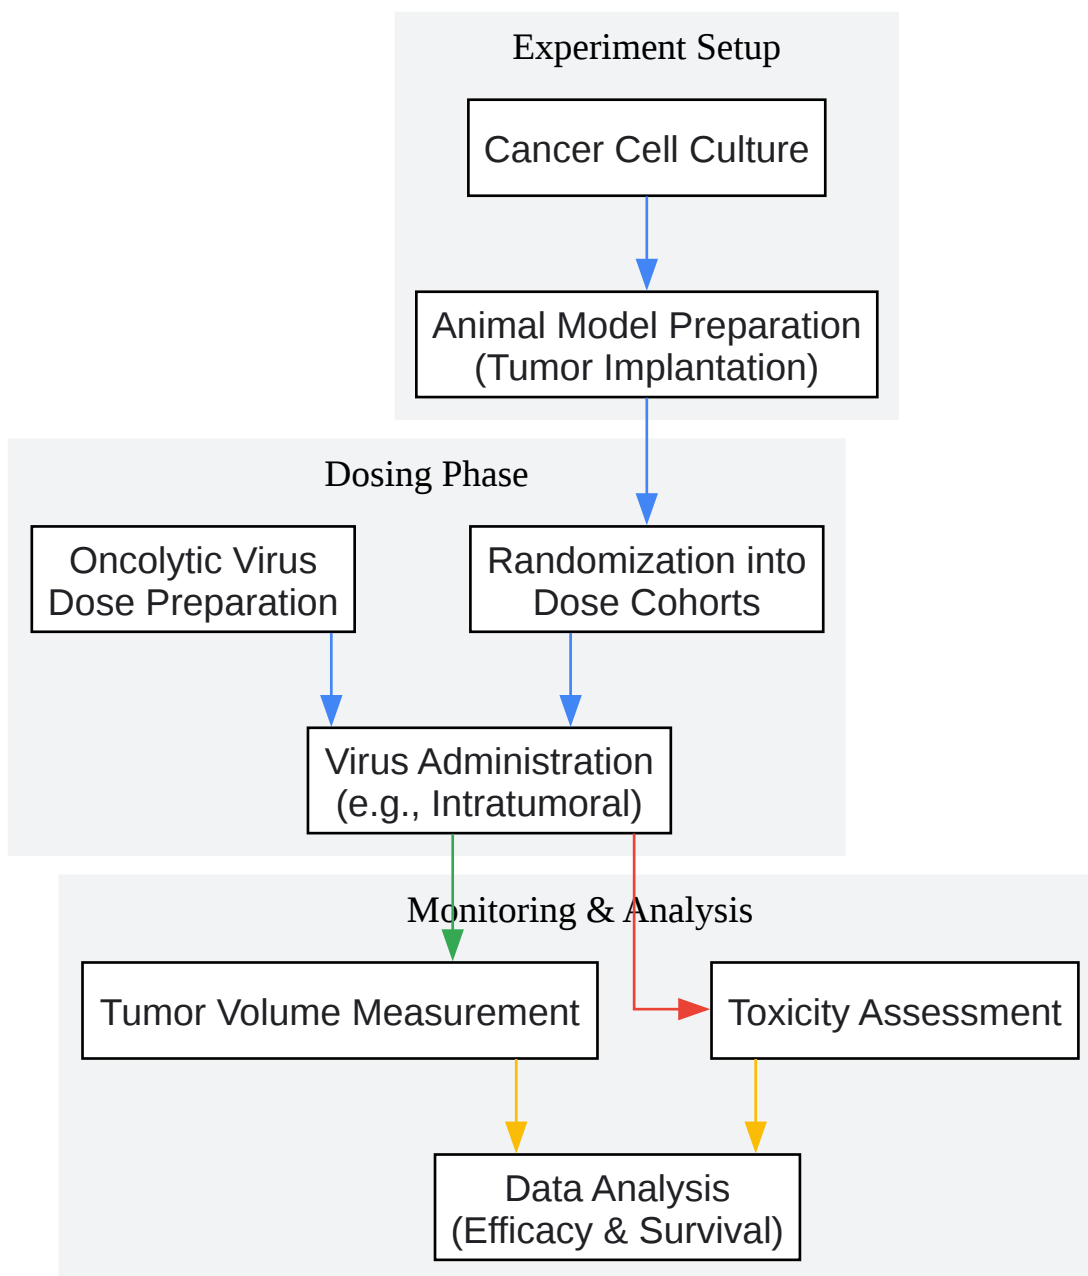 Experiment Setup
Cancer Cell Culture
Animal Model Preparation
(Tumor Implantation)
Dosing Phase
Oncolytic Virus
Dose Preparation
Randomization into
Dose Cohorts
Virus Administration
(e.g., Intratumoral)
Monitoring & Analysis
Tumor Volume Measurement
Toxicity Assessment
Data Analysis
(Efficacy & Survival)